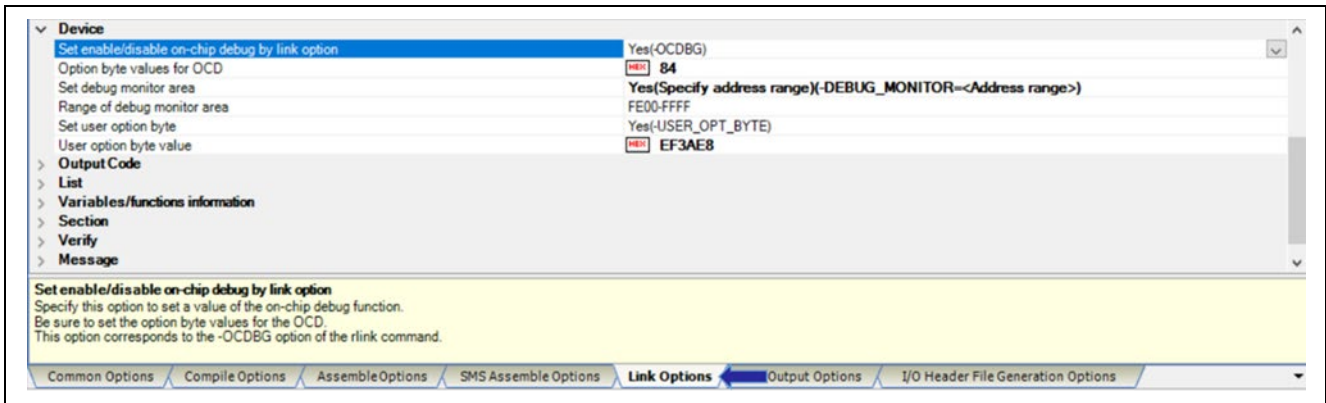 Device
Set enable/disable on-chip debug by link option Yes(-OCDBG)
Option byte values for OCD HEX 84
Set debug monitor area Yes(Specify address range)(-DEBUG_MONITOR=<Address range>)
Range of debug monitor area FE00-FFFF
Set user option byte Yes(-USER_OPT_BYTE)
User option byte value HEX EF3AE8
Output Code
List
Variables/functions information
Section
Verify
Message
Set enable/disable on-chip debug by link option
Specify this option to set a value of the on-chip debug function.
Be sure to set the option byte values for the OCD.
This option corresponds to the -OCDBG option of the rlink command.
Common Options Compile Options Assemble Options SMS Assemble Options Link Options Output Options I/O Header File Generation Options